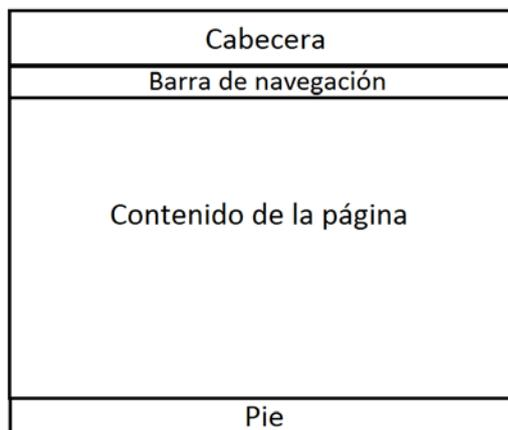 Cabecera
Barra de navegación
Contenido de la página
Pie